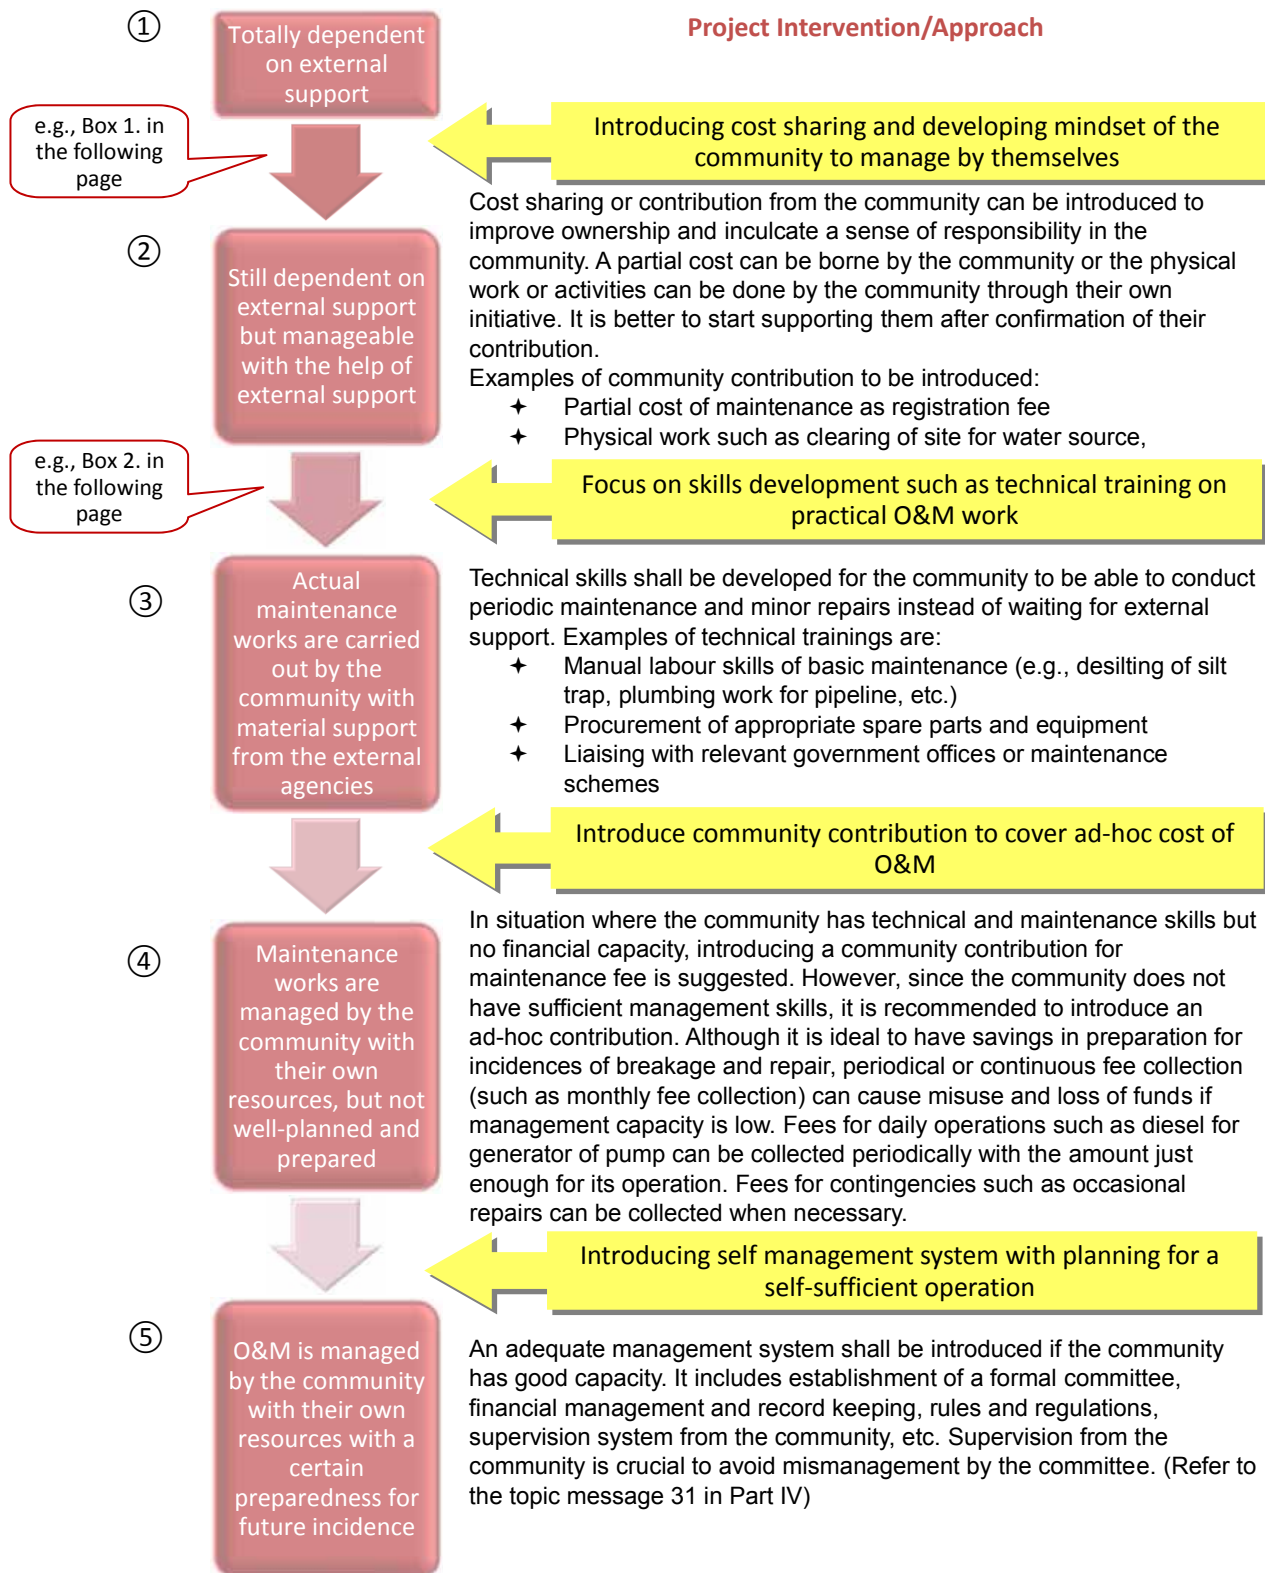 ①
Totally dependent
on external
support
Project Intervention/Approach
e.g., Box 1. in
the following
page
Introducing cost sharing and developing mindset of the
community to manage by themselves
Cost sharing or contribution from the community can be introduced to
improve ownership and inculcate a sense of responsibility in the
community. A partial cost can be borne by the community or the physical
work or activities can be done by the community through their own
initiative. It is better to start supporting them after confirmation of their
contribution.
Examples of community contribution to be introduced:
✦ Partial cost of maintenance as registration fee
✦ Physical work such as clearing of site for water source,
②
Still dependent on
external support
but manageable
with the help of
external support
e.g., Box 2. in
the following
page
Focus on skills development such as technical training on
practical O&M work
③
Actual
maintenance
works are carried
out by the
community with
material support
from the external
agencies
Technical skills shall be developed for the community to be able to conduct
periodic maintenance and minor repairs instead of waiting for external
support. Examples of technical trainings are:
✦ Manual labour skills of basic maintenance (e.g., desilting of silt
trap, plumbing work for pipeline, etc.)
✦ Procurement of appropriate spare parts and equipment
✦ Liaising with relevant government offices or maintenance
schemes
Introduce community contribution to cover ad-hoc cost of
O&M
④
Maintenance
works are
managed by the
community with
their own
resources, but not
well-planned and
prepared
In situation where the community has technical and maintenance skills but
no financial capacity, introducing a community contribution for
maintenance fee is suggested. However, since the community does not
have sufficient management skills, it is recommended to introduce an
ad-hoc contribution. Although it is ideal to have savings in preparation for
incidences of breakage and repair, periodical or continuous fee collection
(such as monthly fee collection) can cause misuse and loss of funds if
management capacity is low. Fees for daily operations such as diesel for
generator of pump can be collected periodically with the amount just
enough for its operation. Fees for contingencies such as occasional
repairs can be collected when necessary.
Introducing self management system with planning for a
self-sufficient operation
⑤
O&M is managed
by the community
with their own
resources with a
certain
preparedness for
future incidence
An adequate management system shall be introduced if the community
has good capacity. It includes establishment of a formal committee,
financial management and record keeping, rules and regulations,
supervision system from the community, etc. Supervision from the
community is crucial to avoid mismanagement by the committee. (Refer to
the topic message 31 in Part IV)